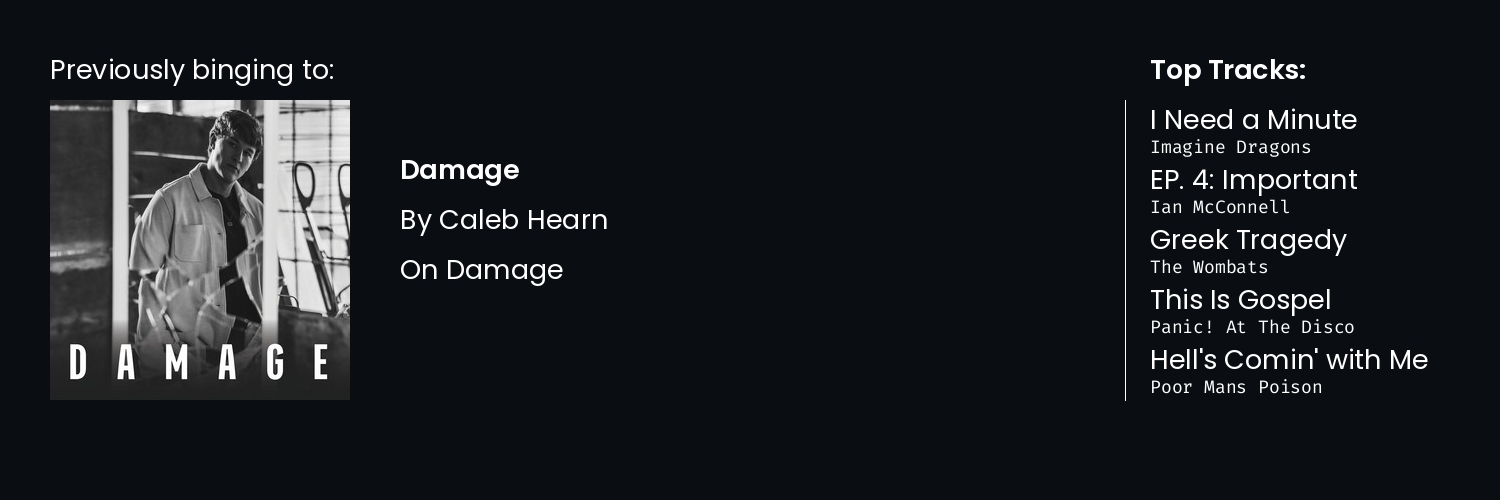 Previously binging to:
DAMAGE
Damage
By Caleb Hearn
On Damage
Top Tracks:
I Need a Minute
Imagine Dragons
EP. 4: Important
Ian McConnell
Greek Tragedy
The Wombats
This Is Gospel
Panic! At The Disco
Hell's Comin' with Me
Poor Mans Poison